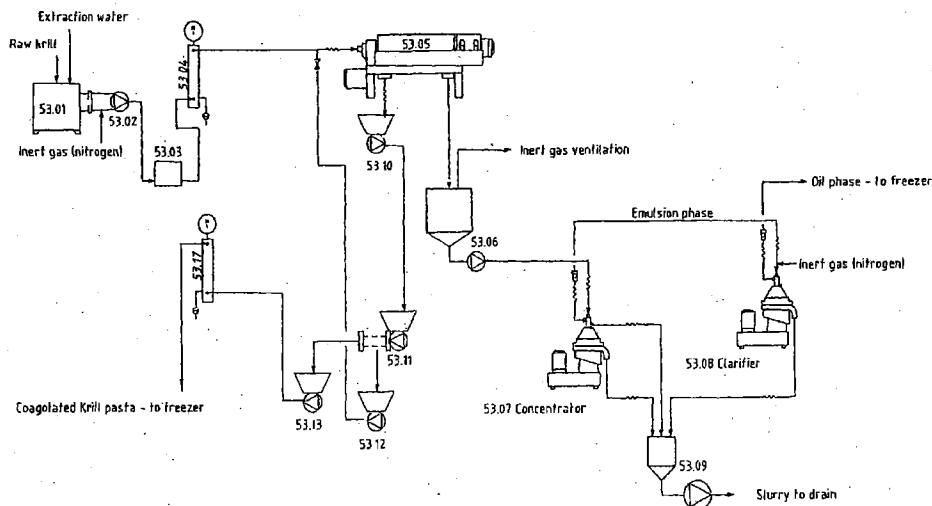 Extraction water
Raw krill
53.01
53.02
Inert gas (nitrogen)
53.03
53.04
53.05
53.10
Inert gas ventilation
Oil phase - to freezer
Emulsion phase
53.06
Inert gas (nitrogen)
53.17
53.11
53.08 Clarifier
53.07 Concentrator
Coagolated Krill pasta - to freezer
53.13
53.12
53.09
Slurry to drain